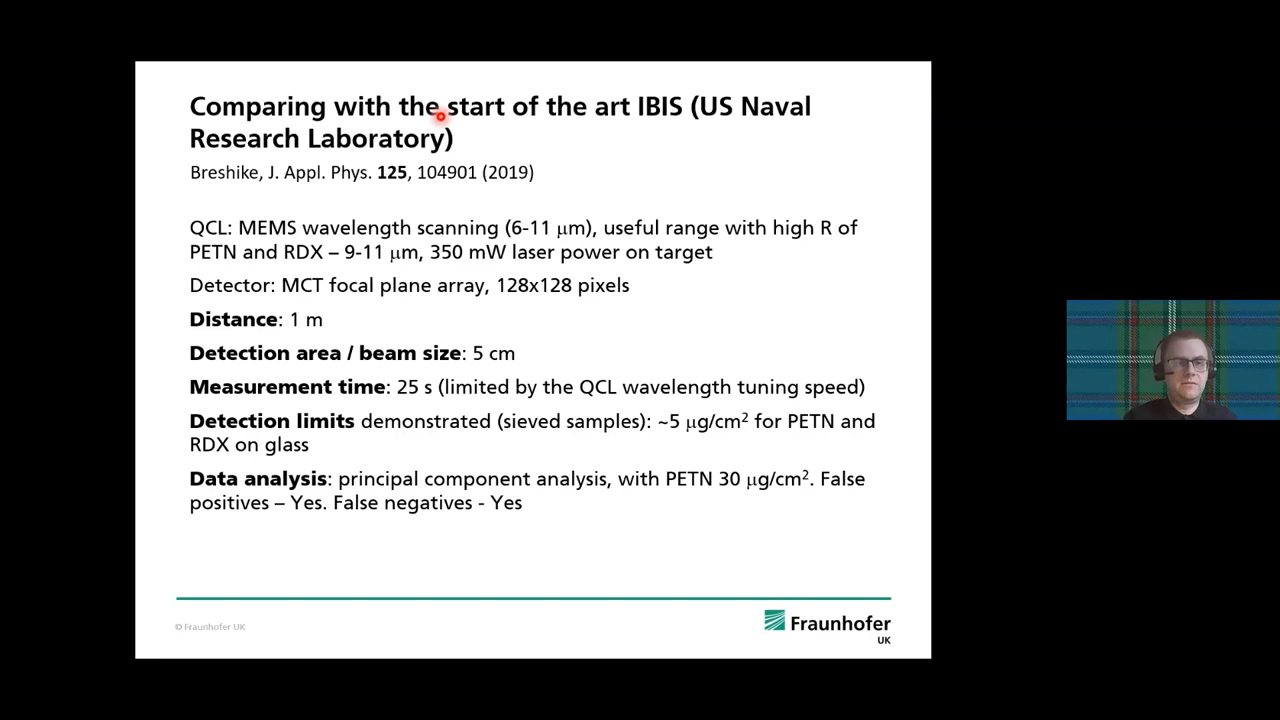 Comparing with the start of the art IBIS (US Naval
Research Laboratory)
Breshike, J. Appl. Phys. 125, 104901 (2019)
QCL: MEMS wavelength scanning (6-11 μm), useful range with high R of
PETN and RDX – 9-11 μm, 350 mW laser power on target
Detector: MCT focal plane array, 128x128 pixels
Distance: 1 m
Detection area / beam size: 5 cm
Measurement time: 25 s (limited by the QCL wavelength tuning speed)
Detection limits demonstrated (sieved samples): ~5 μg/cm² for PETN and
RDX on glass
Data analysis: principal component analysis, with PETN 30 μg/cm². False
positives – Yes. False negatives - Yes
© Fraunhofer UK
Fraunhofer
UK